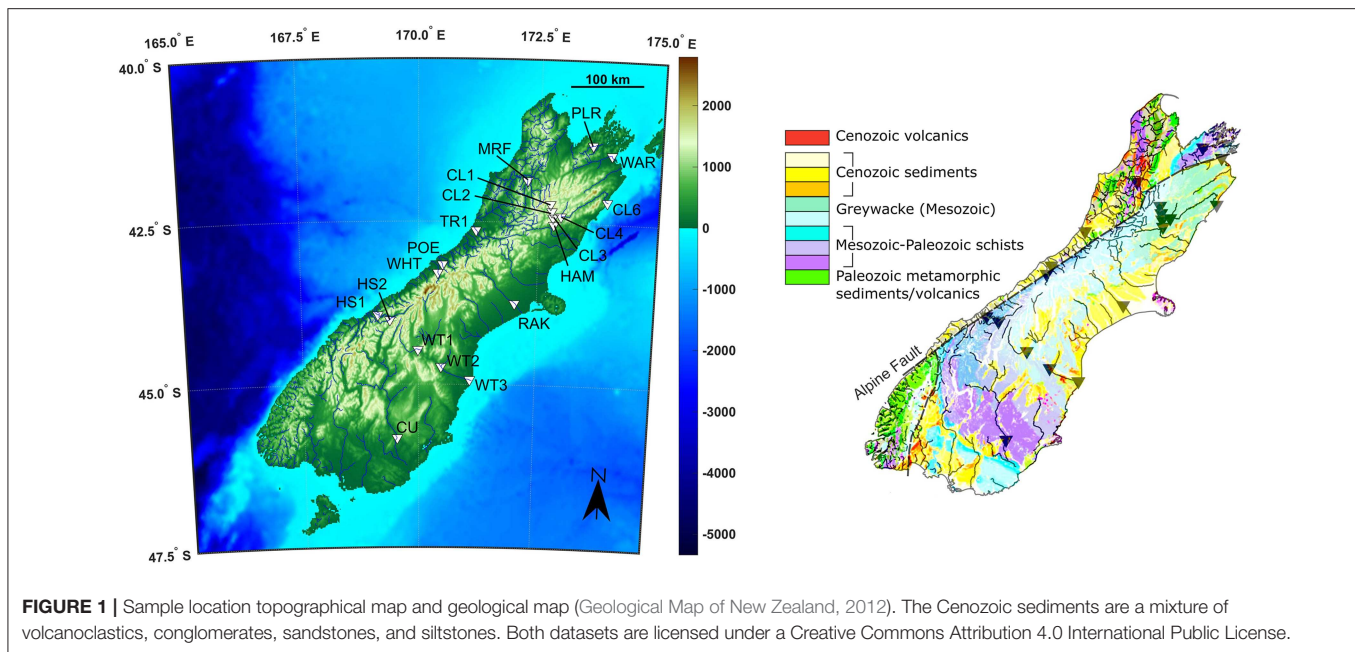 165.0° E
167.5° E
170.0° E
172.5° E
175.0° E
40.0° S
42.5° S
45.0° S
47.5° S
100 km
PLR
MRF
WAR
CL1
CL2
CL6
TR1
CL4
CL3
POE
HAM
WHT
HS2
HS1
RAK
WT1
WT2
WT3
CU
N
2000
1000
0
-1000
-2000
-3000
-4000
-5000
Cenozoic volcanics
Cenozoic sediments
Greywacke (Mesozoic)
Mesozoic-Paleozoic schists
Paleozoic metamorphic
sediments/volcanics
Alpine Fault
FIGURE 1 | Sample location topographical map and geological map (Geological Map of New Zealand, 2012). The Cenozoic sediments are a mixture of
volcanoclastics, conglomerates, sandstones, and siltstones. Both datasets are licensed under a Creative Commons Attribution 4.0 International Public License.